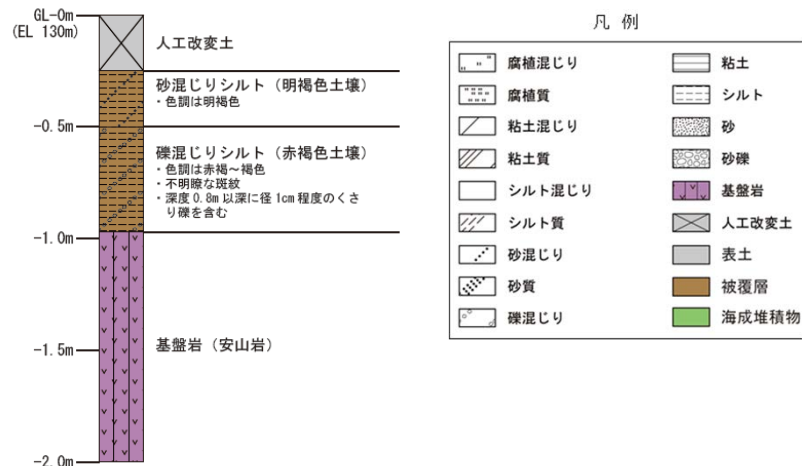 GL-0m
(EL 130m)
人工改変土
砂混じりシルト（明褐色土壌）
・色調は明褐色
-0.5m
礫混じりシルト（赤褐色土壌）
・色調は赤褐～褐色
・不明瞭な斑紋
・深度0.8m以深に径1cm程度のくさ
り礫を含む
-1.0m
基盤岩（安山岩）
-1.5m
-2.0m
凡 例
腐植混じり
腐植質
粘土混じり
粘土質
シルト混じり
シルト質
砂混じり
砂質
礫混じり
粘土
シルト
砂
砂礫
基盤岩
人工改変土
表土
被覆層
海成堆積物